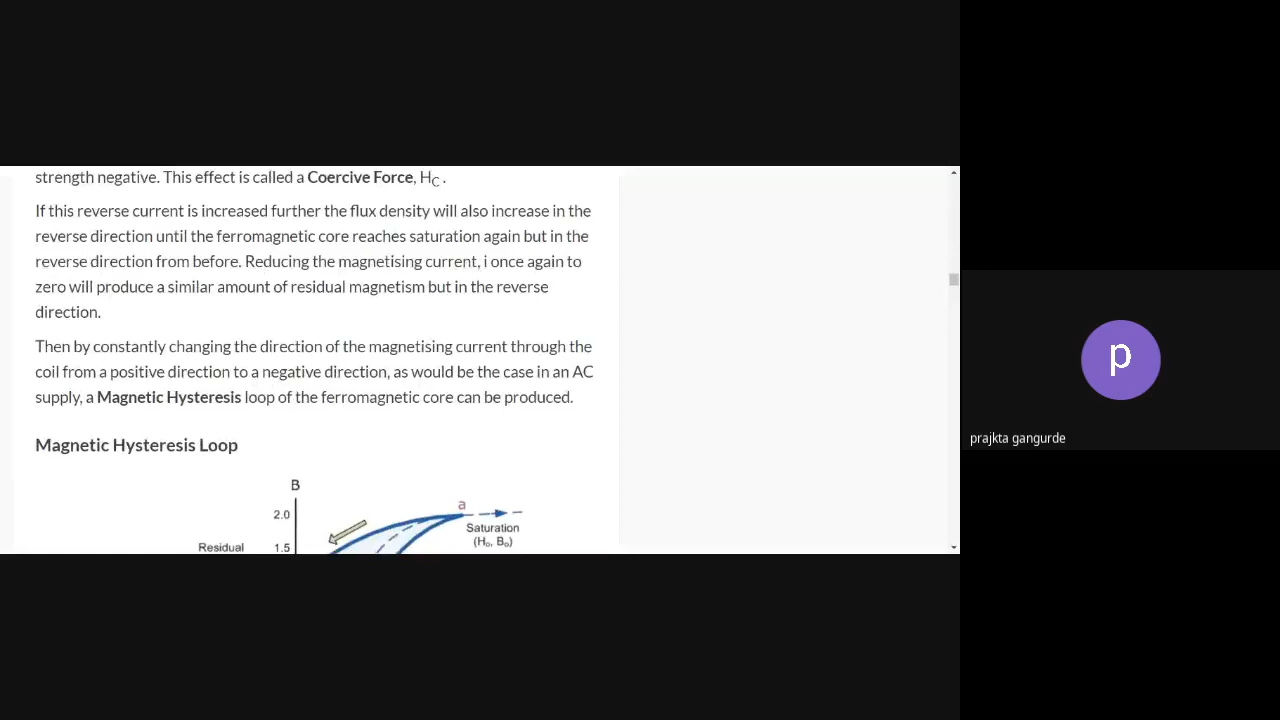 strength negative. This effect is called a Coercive Force, HC .
If this reverse current is increased further the flux density will also increase in the
reverse direction until the ferromagnetic core reaches saturation again but in the
reverse direction from before. Reducing the magnetising current, i once again to
zero will produce a similar amount of residual magnetism but in the reverse
direction.
Then by constantly changing the direction of the magnetising current through the
coil from a positive direction to a negative direction, as would be the case in an AC
supply, a Magnetic Hysteresis loop of the ferromagnetic core can be produced.
Magnetic Hysteresis Loop
B
a
2.0
Saturation
(Ho, Bo)
Residual
1.5
p
prajkta gangurde